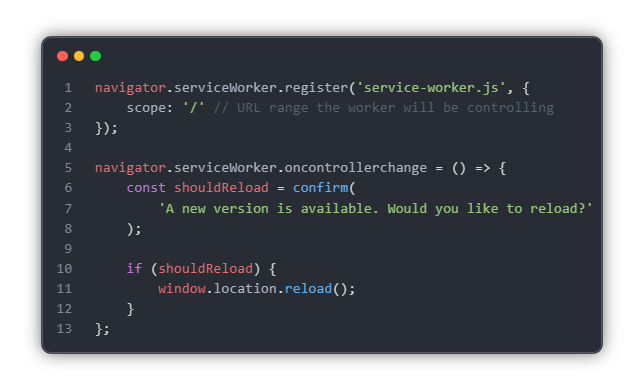 1 navigator.serviceWorker.register('service-worker.js', {
2     scope: '/' // URL range the worker will be controlling
3 });
4
5 navigator.serviceWorker.oncontrollerchange = () => {
6     const shouldReload = confirm(
7         'A new version is available. Would you like to reload?'
8     );
9
10     if (shouldReload) {
11         window.location.reload();
12     }
13 };